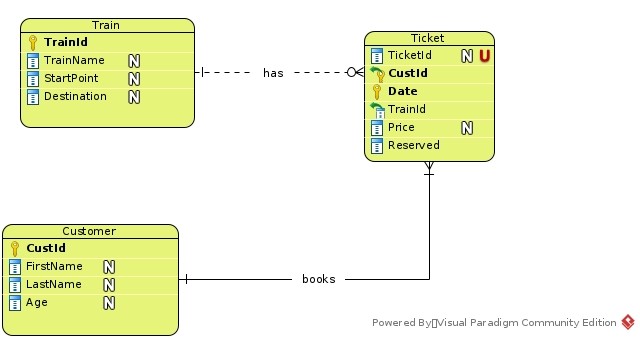 Train
TrainId
TrainName N
StartPoint N
Destination N
has
Ticket
TicketId N U
CustId
Date
TrainId
Price N
Reserved
Customer
CustId
FirstName N
LastName N
Age N
books
Powered By▯Visual Paradigm Community Edition